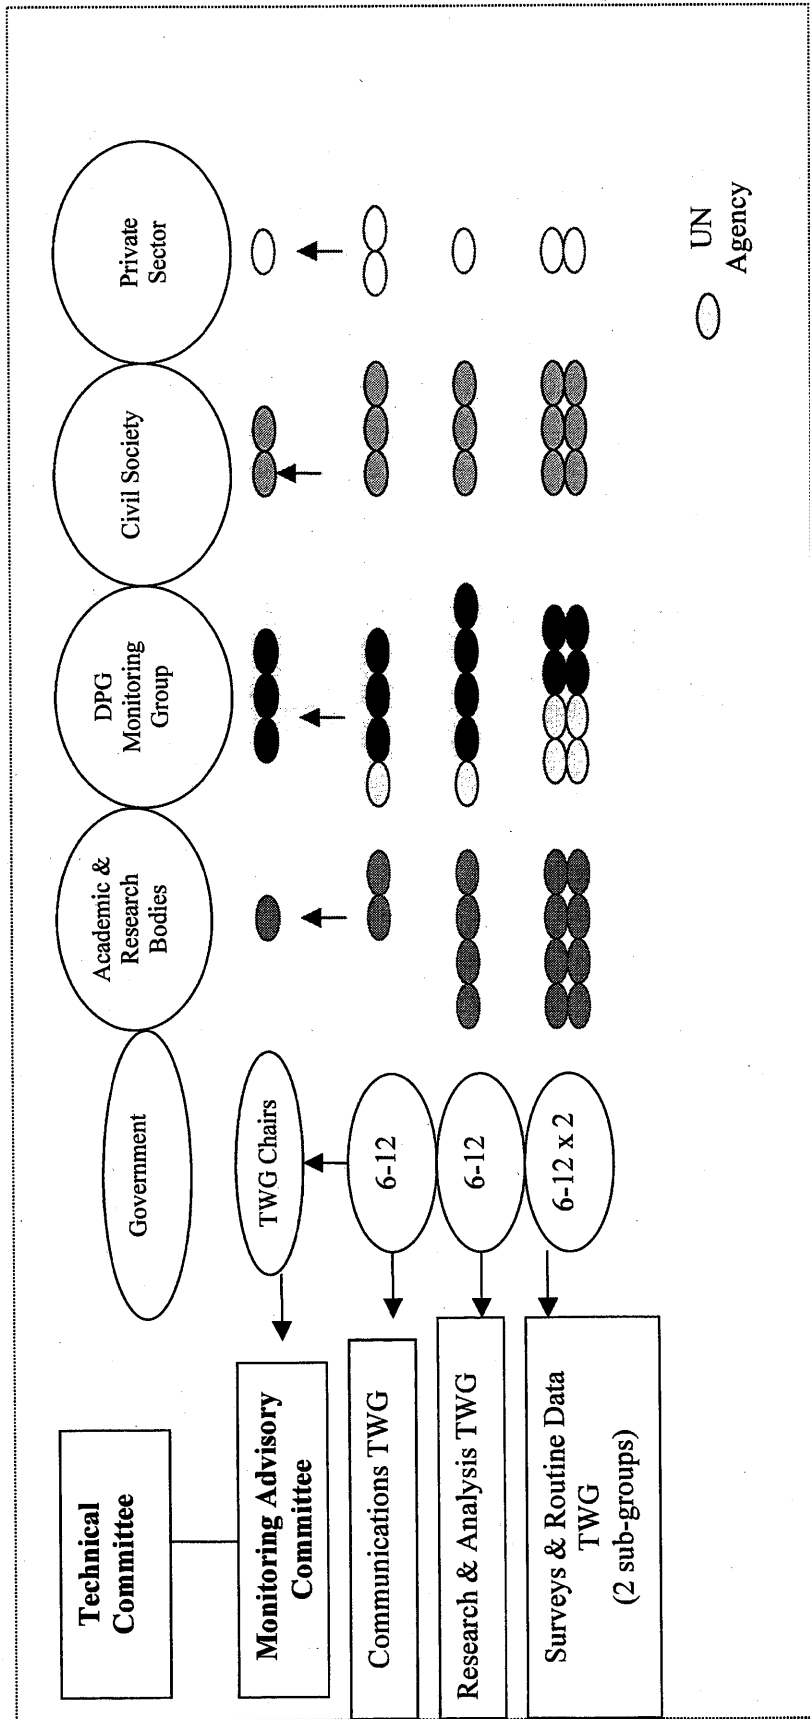 Technical
Committee
Monitoring Advisory
Committee
Communications TWG
Research & Analysis TWG
Surveys & Routine Data
TWG
(2 sub-groups)
Government
TWG Chairs
6-12
6-12
6-12 x 2
Academic &
Research
Bodies
DPG
Monitoring
Group
Civil Society
Private
Sector
UN
Agency